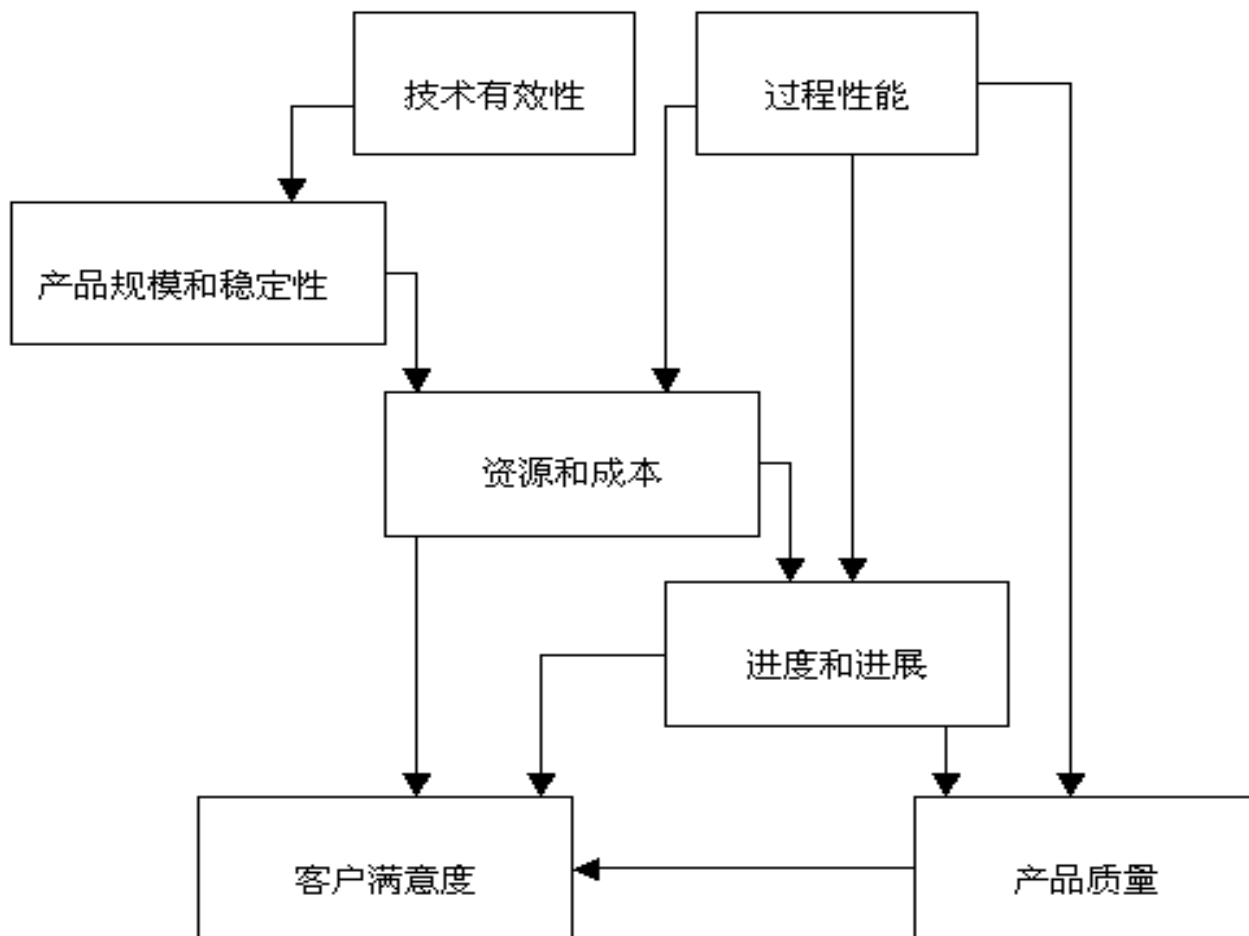 技术有效性
过程性能
产品规模和稳定性
资源和成本
进度和进展
客户满意度
产品质量